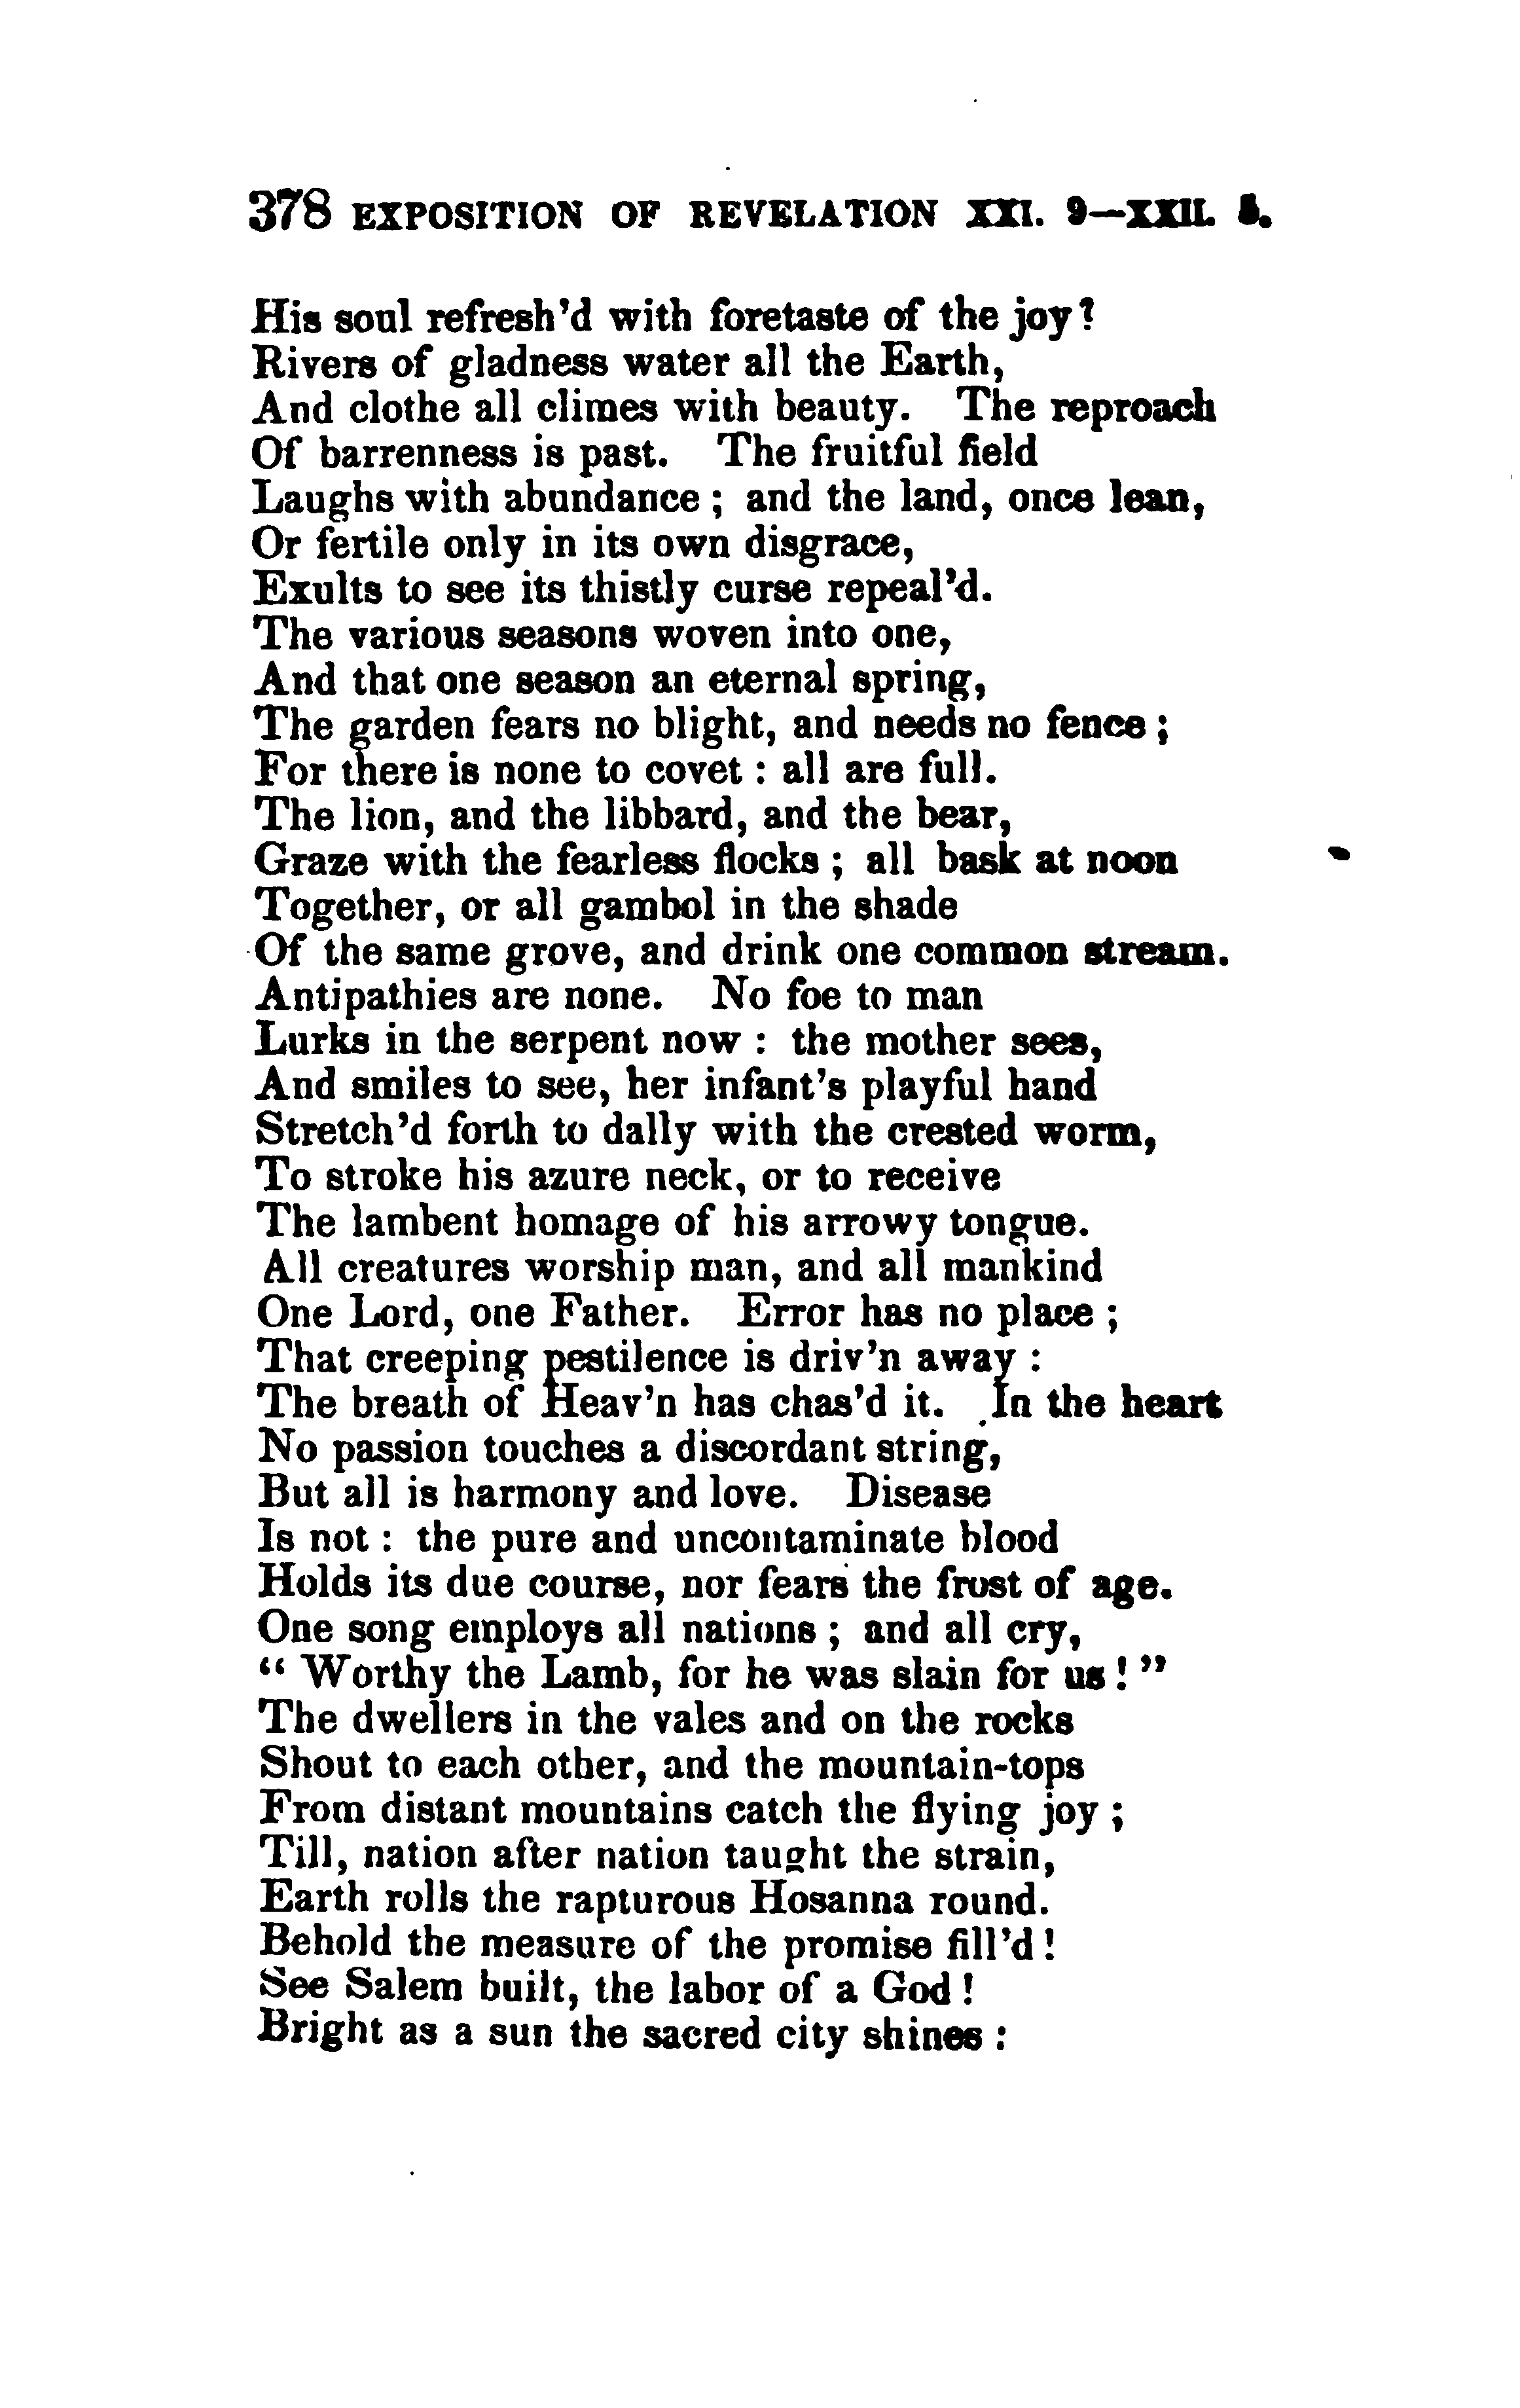 378 EXPOSITION OF REVELATION XXI. 9—XXII. 5.
His soul refresh'd with foretaste of the joy?
Rivers of gladness water all the Earth,
And clothe all climes with beauty. The reproach
Of barrenness is past. The fruitful field
Laughs with abundance; and the land, once lean,
Or fertile only in its own disgrace,
Exults to see its thistly curse repeal'd.
The various seasons woven into one,
And that one season an eternal spring,
The garden fears no blight, and needs no fence;
For there is none to covet: all are full.
The lion, and the libbard, and the bear,
Graze with the fearless flocks; all bask at noon
Together, or all gambol in the shade
Of the same grove, and drink one common stream.
Antipathies are none. No foe to man
Lurks in the serpent now: the mother sees,
And smiles to see, her infant's playful hand
Stretch'd forth to dally with the crested worm,
To stroke his azure neck, or to receive
The lambent homage of his arrowy tongue.
All creatures worship man, and all mankind
One Lord, one Father. Error has no place;
That creeping pestilence is driv'n away:
The breath of Heav'n has chas'd it. In the heart
No passion touches a discordant string,
But all is harmony and love. Disease
Is not: the pure and uncontaminate blood
Holds its due course, nor fears the frost of age.
One song employs all nations; and all cry,
"Worthy the Lamb, for he was slain for us!"
The dwellers in the vales and on the rocks
Shout to each other, and the mountain-tops
From distant mountains catch the flying joy;
Till, nation after nation taught the strain,
Earth rolls the rapturous Hosanna round.
Behold the measure of the promise fill'd!
See Salem built, the labor of a God!
Bright as a sun the sacred city shines: